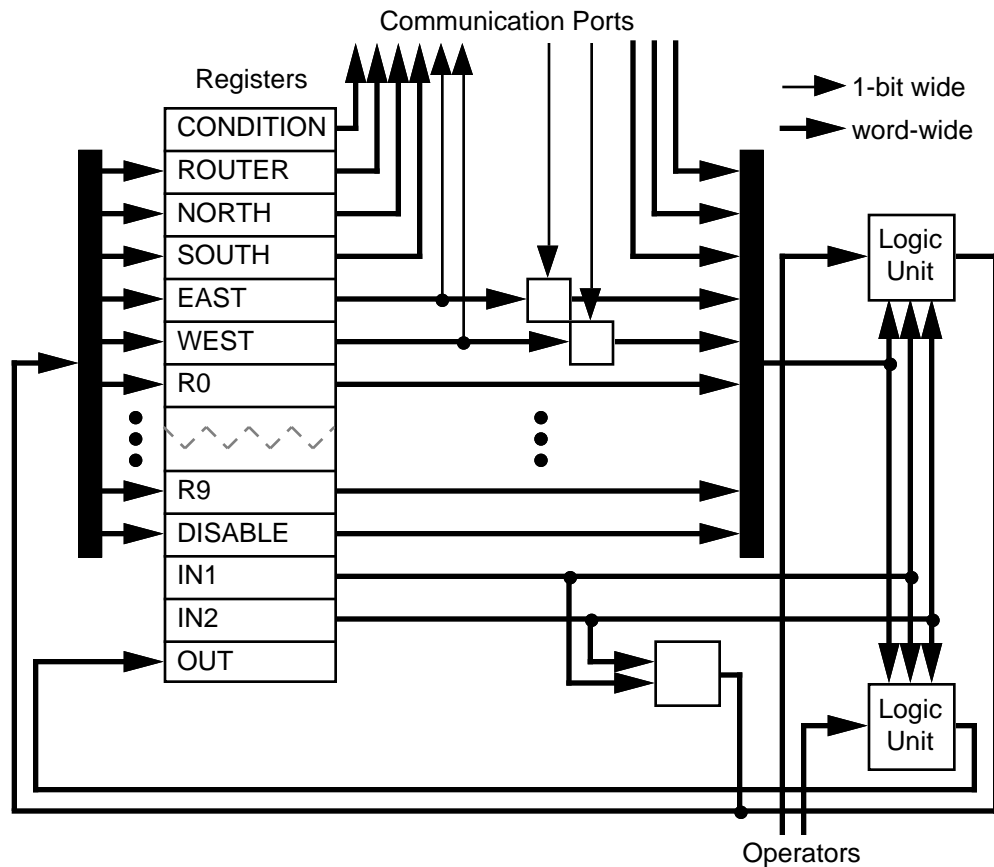 Communication Ports
Registers
1-bit wide
word-wide
CONDITION
ROUTER
NORTH
SOUTH
EAST
WEST
R0
R9
DISABLE
IN1
IN2
OUT
Logic
Unit
Logic
Unit
Operators